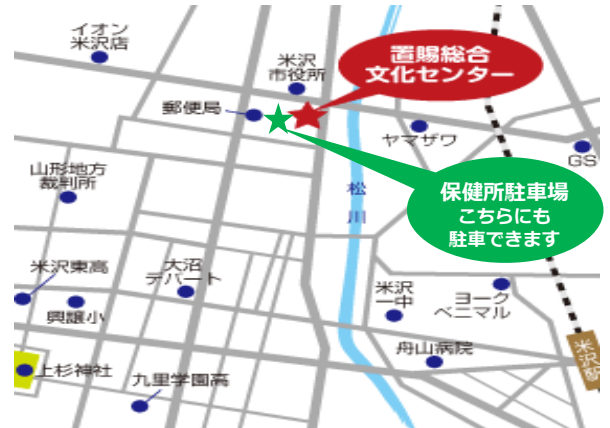 イオン
米沢店
米沢
市役所
置賜総合
文化センター
郵便局
ヤマザワ
GS
山形地方
裁判所
松
川
保健所駐車場
こちらにも
駐車できます
米沢東高
大沼
デパート
興譲小
米沢
一中
ヨーク
ベニマル
舟山病院
米沢駅
上杉神社
九里学園高